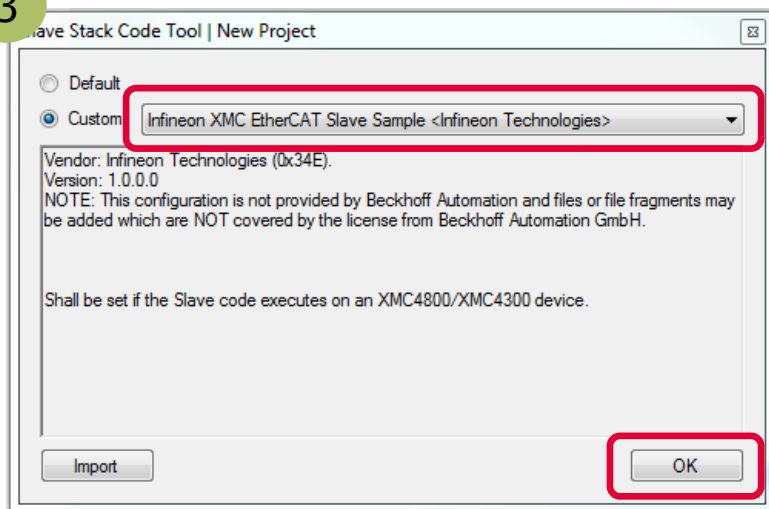 3
ave Stack Code Tool | New Project
Default
Custom Infineon XMC EtherCAT Slave Sample <Infineon Technologies>
Vendor: Infineon Technologies (0x34E).
Version: 1.0.0.0
NOTE: This configuration is not provided by Beckhoff Automation and files or file fragments may
be added which are NOT covered by the license from Beckhoff Automation GmbH.
Shall be set if the Slave code executes on an XMC4800/XMC4300 device.
Import OK